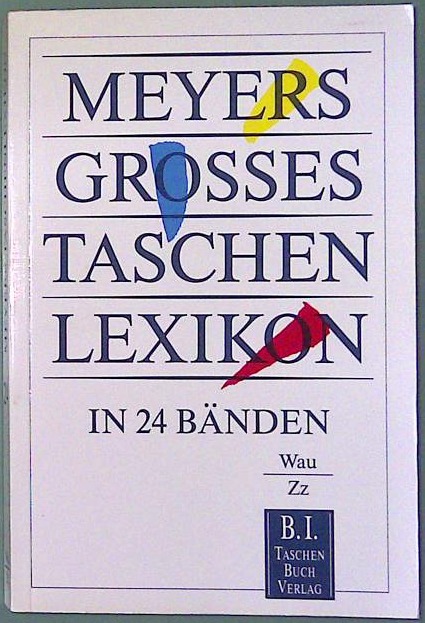 MEYERS
GROSSES
TASCHEN
LEXIKON
IN 24 BÄNDEN
Wau
Zz
B.I.
TASCHEN
BUCH
VERLAG